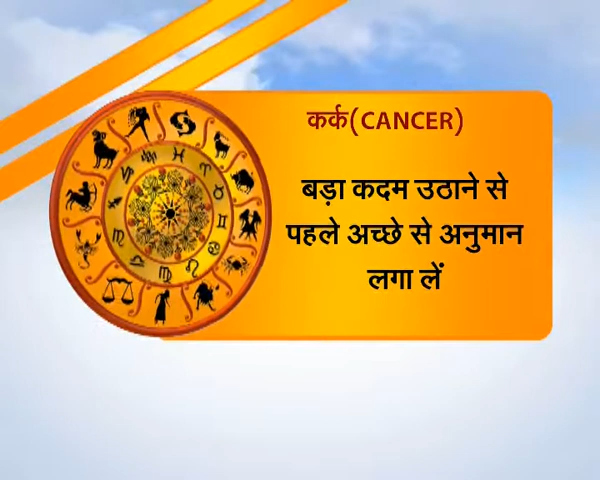 कर्क(CANCER)
बड़ा कदम उठाने से
पहले अच्छे से अनुमान
लगा लें